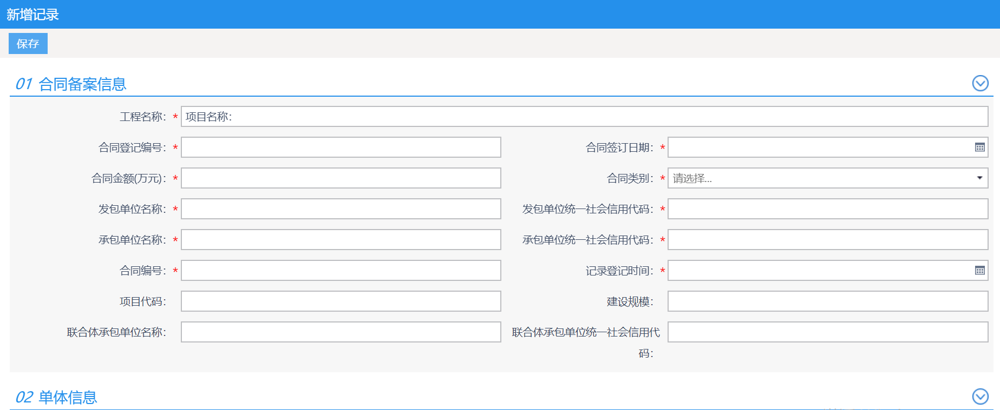 新增记录
保存
01 合同备案信息
工程名称：* 项目名称：
合同登记编号：* 合同签订日期：*
合同金额(万元)：* 合同类别：* 请选择...
发包单位名称：* 发包单位统一社会信用代码：*
承包单位名称：* 承包单位统一社会信用代码：*
合同编号：* 记录登记时间：*
项目代码： 建设规模：
联合体承包单位名称： 联合体承包单位统一社会信用代
码：
02 单体信息